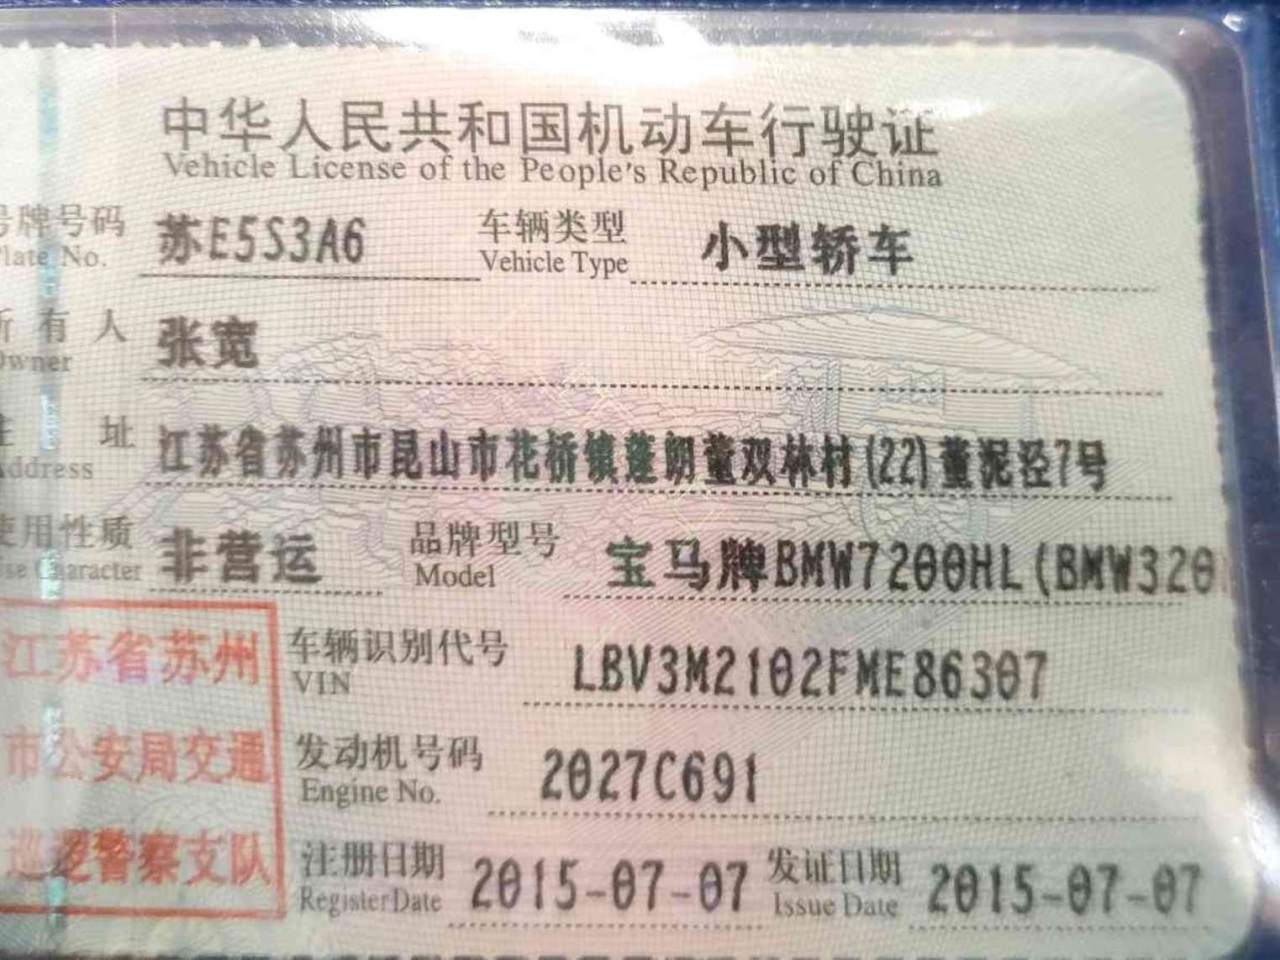 中华人民共和国机动车行驶证
Vehicle License of the People's Republic of China
号牌号码 苏E5S3A6 车辆类型 小型轿车
Plate No. Vehicle Type
所有人 张宽
Owner
住址 江苏省苏州市昆山市花桥镇蓬朗董双林村(22)董泥泾7号
Address
使用性质 非营运 品牌型号 宝马牌BMW7200HL(BMW320
Use Character Model
江苏省苏州 车辆识别代号 LBV3M2102FME86307
VIN
市公安局交通 发动机号码 2027C691
Engine No.
巡逻警察支队 注册日期 2015-07-07 发证日期 2015-07-07
Register Date Issue Date